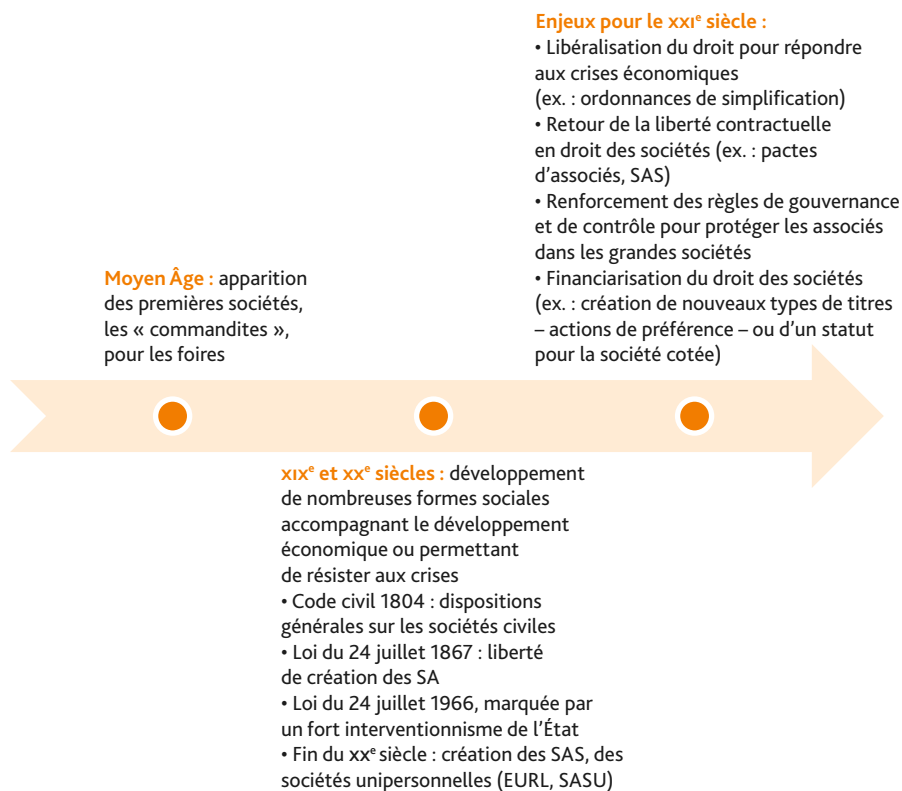 Moyen Âge : apparition
des premières sociétés,
les « commandites »,
pour les foires
XIXe et XXe siècles : développement
de nombreuses formes sociales
accompagnant le développement
économique ou permettant
de résister aux crises
• Code civil 1804 : dispositions
générales sur les sociétés civiles
• Loi du 24 juillet 1867 : liberté
de création des SA
• Loi du 24 juillet 1966, marquée par
un fort interventionnisme de l’État
• Fin du XXe siècle : création des SAS, des
sociétés unipersonnelles (EURL, SASU)
Enjeux pour le XXIe siècle :
• Libéralisation du droit pour répondre
aux crises économiques
(ex. : ordonnances de simplification)
• Retour de la liberté contractuelle
en droit des sociétés (ex. : pactes
d’associés, SAS)
• Renforcement des règles de gouvernance
et de contrôle pour protéger les associés
dans les grandes sociétés
• Financiarisation du droit des sociétés
(ex. : création de nouveaux types de titres
– actions de préférence – ou d’un statut
pour la société cotée)